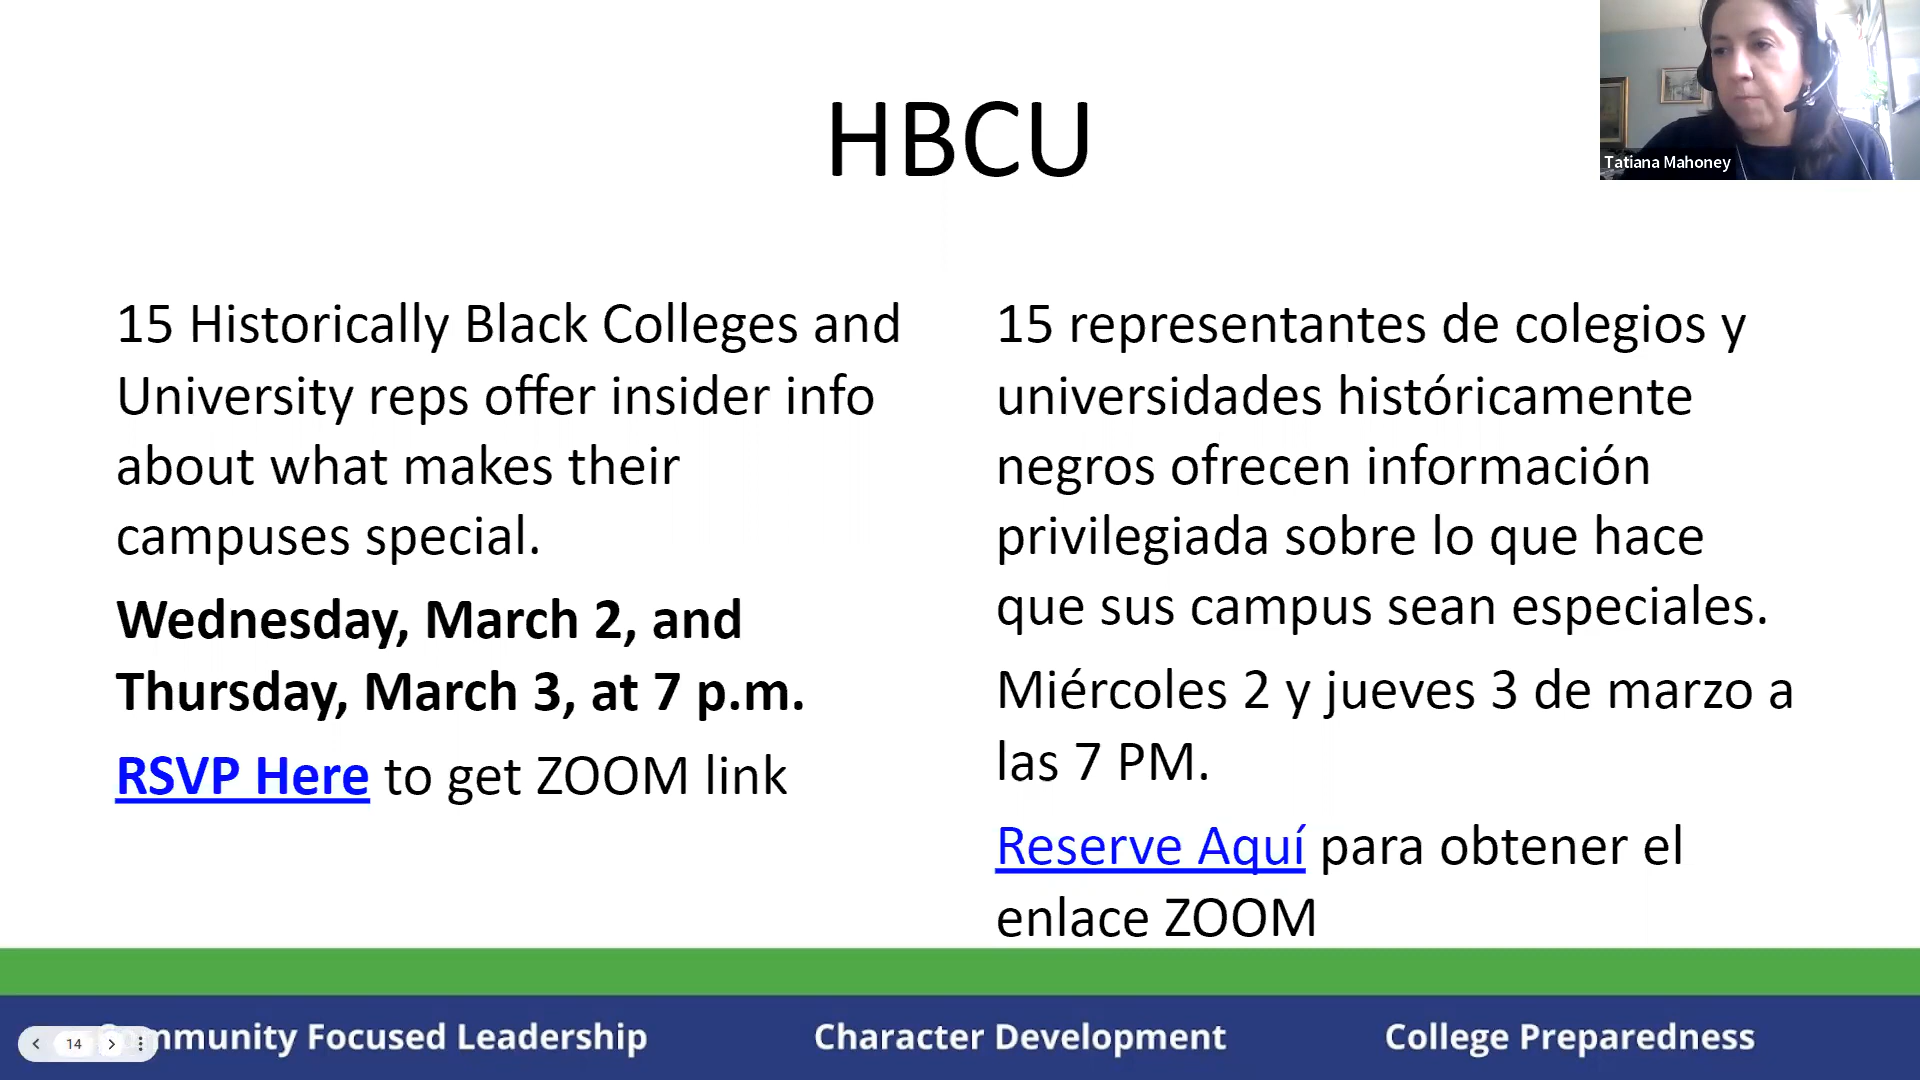 HBCU
Tatiana Mahoney
15 Historically Black Colleges and
University reps offer insider info
about what makes their
campuses special.
Wednesday, March 2, and
Thursday, March 3, at 7 p.m.
RSVP Here to get ZOOM link
15 representantes de colegios y
universidades históricamente
negros ofrecen información
privilegiada sobre lo que hace
que sus campus sean especiales.
Miércoles 2 y jueves 3 de marzo a
las 7 PM.
Reserve Aquí para obtener el
enlace ZOOM
Community Focused Leadership
Character Development
College Preparedness
14